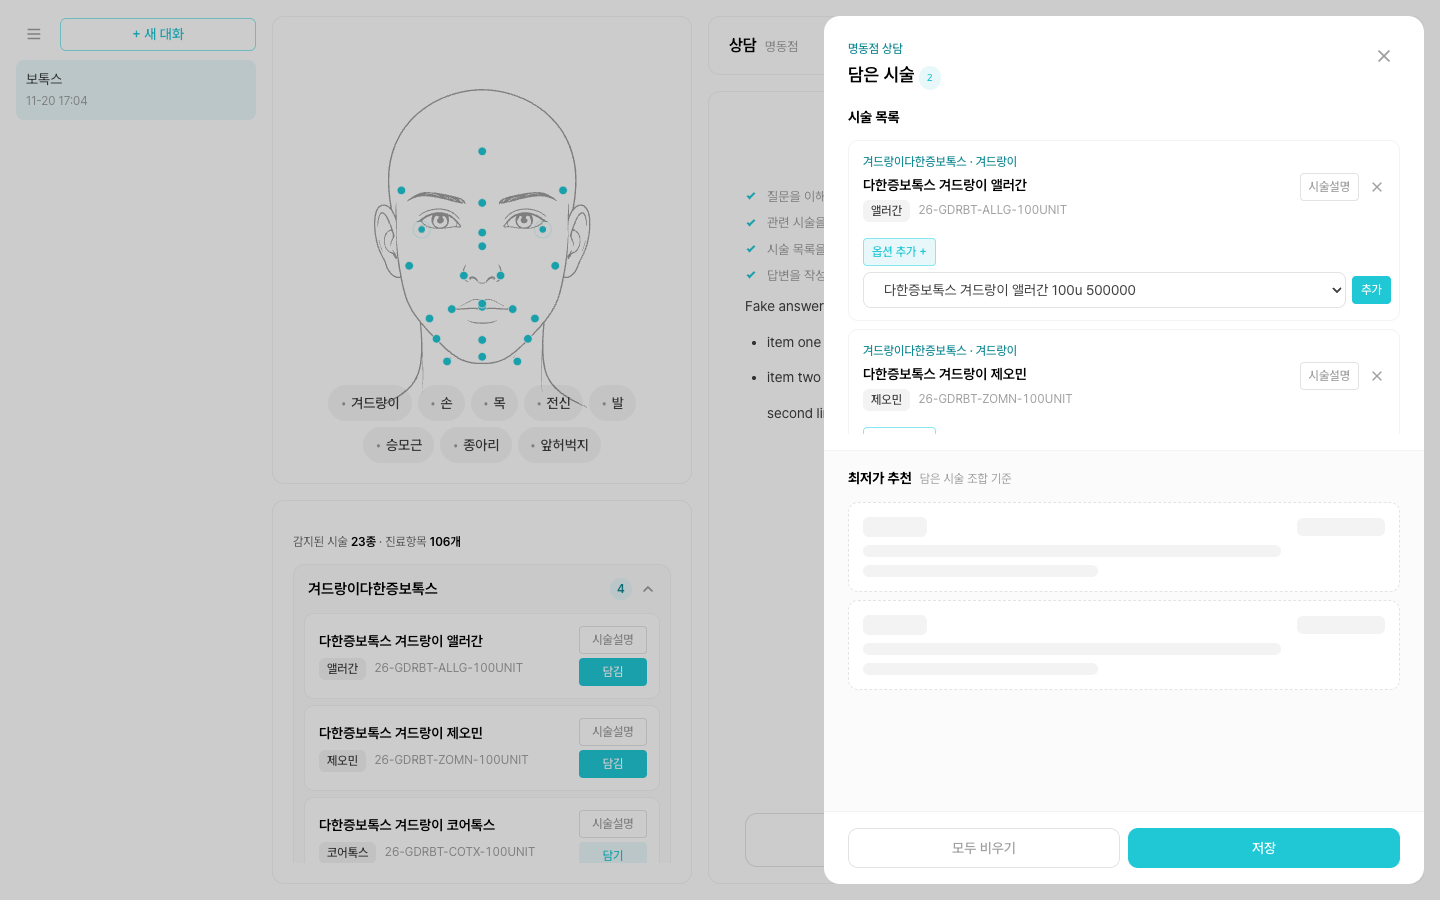 + 새 대화
보톡스
11-20 17:04
겨드랑이
손
목
전신
발
승모근
종아리
앞허벅지
감지된 시술 23종 · 진료항목 106개
겨드랑이다한증보톡스
4
다한증보톡스 겨드랑이 앨러간
시술설명
앨러간 26-GDRBT-ALLG-100UNIT
담김
다한증보톡스 겨드랑이 제오민
시술설명
제오민 26-GDRBT-ZOMN-100UNIT
담김
다한증보톡스 겨드랑이 코어톡스
시술설명
코어톡스 26-GDRBT-COTX-100UNIT
담기
상담 명동점
질문을 이해
관련 시술을
시술 목록을
답변을 작성
Fake answer
• item one
• item two
second li
명동점 상담
담은 시술 2
시술 목록
겨드랑이다한증보톡스 · 겨드랑이
다한증보톡스 겨드랑이 앨러간
시술설명
앨러간 26-GDRBT-ALLG-100UNIT
옵션 추가 +
다한증보톡스 겨드랑이 앨러간 100u 500000
추가
겨드랑이다한증보톡스 · 겨드랑이
다한증보톡스 겨드랑이 제오민
시술설명
제오민 26-GDRBT-ZOMN-100UNIT
최저가 추천 담은 시술 조합 기준
모두 비우기
저장